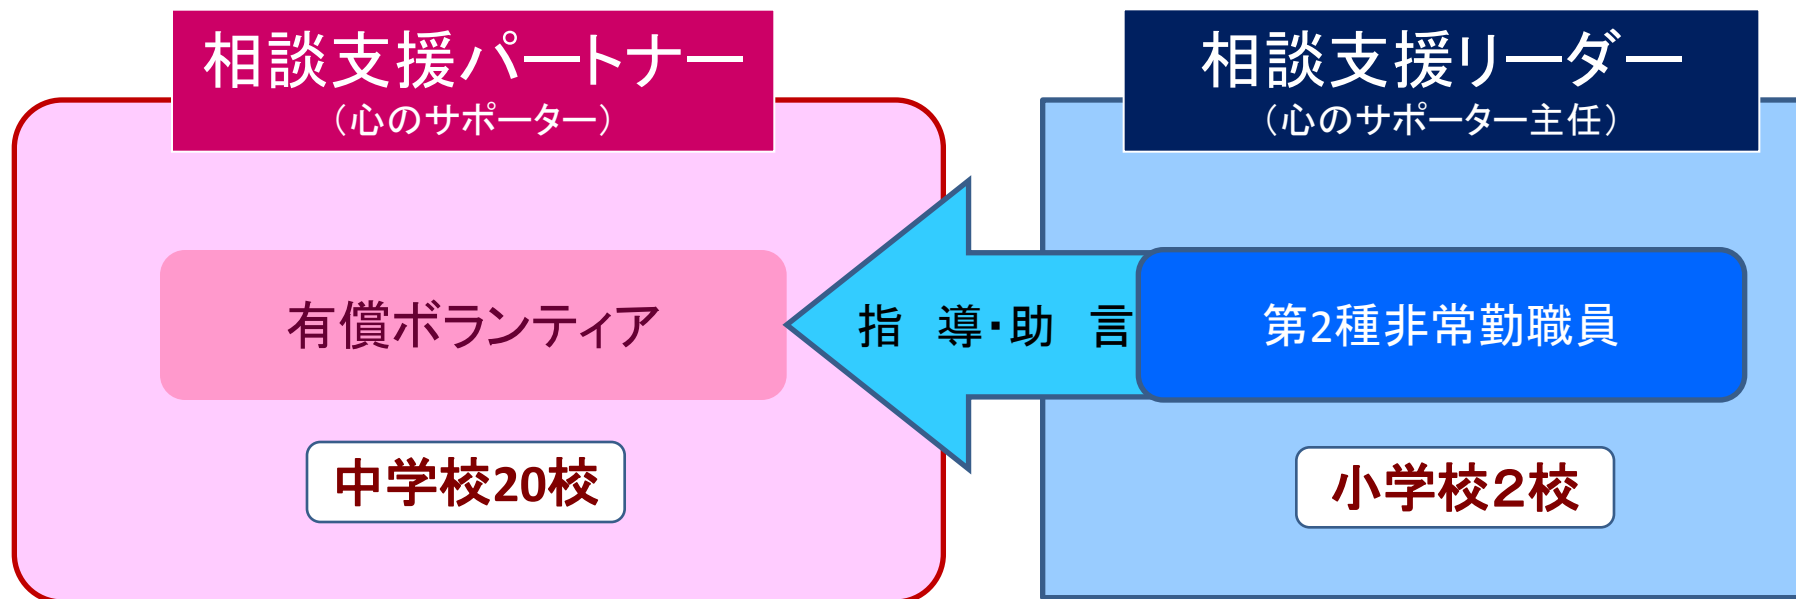 相談支援パートナー
（心のサポーター）
有償ボランティア
中学校20校
指　導・助　言
相談支援リーダー
（心のサポーター主任）
第2種非常勤職員
小学校２校